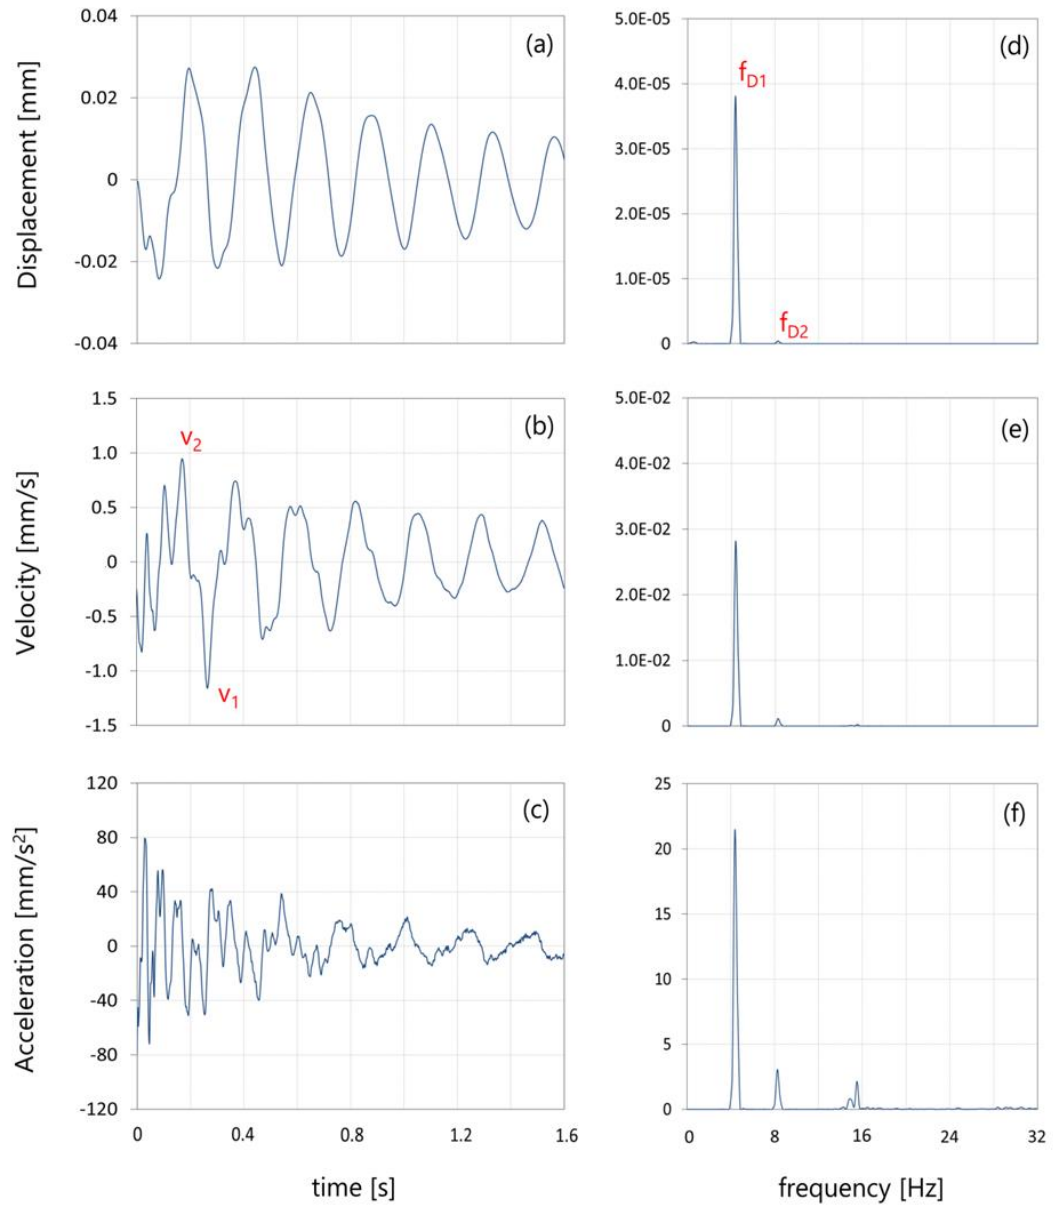 Displacement [mm]
0.04
0.02
0
-0.02
-0.04
(a)
5.0E-05
4.0E-05
3.0E-05
2.0E-05
1.0E-05
0
f_D1
f_D2
(d)
Velocity [mm/s]
1.5
1.0
0.5
0
-0.5
-1.0
-1.5
v₂
v₁
(b)
5.0E-02
4.0E-02
3.0E-02
2.0E-02
1.0E-02
0
(e)
Acceleration [mm/s²]
120
80
40
0
-40
-80
-120
(c)
0 0.4 0.8 1.2 1.6
time [s]
25
20
15
10
5
0
(f)
0 8 16 24 32
frequency [Hz]